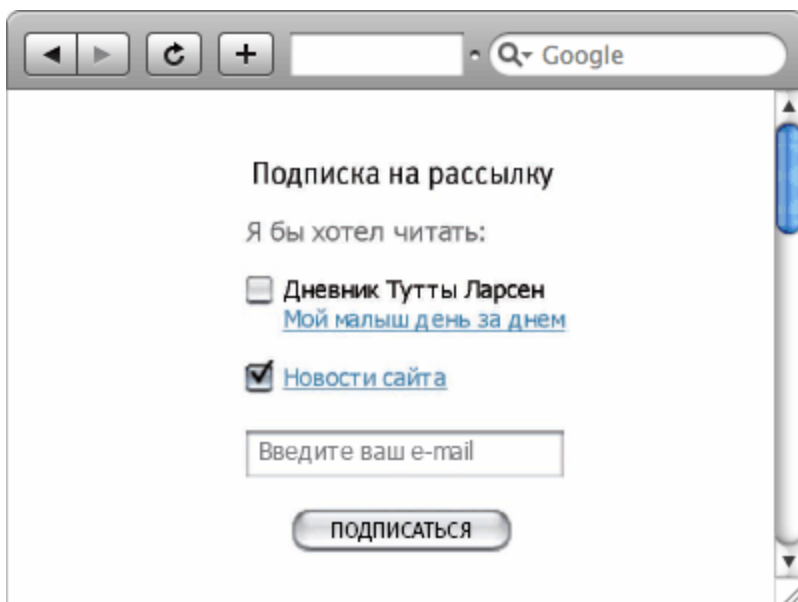 Google
Подписка на рассылку
Я бы хотел читать:
Дневник Тутты Ларсен
Мой малыш день за днем
Новости сайта
Введите ваш e-mail
ПОДПИСАТЬСЯ